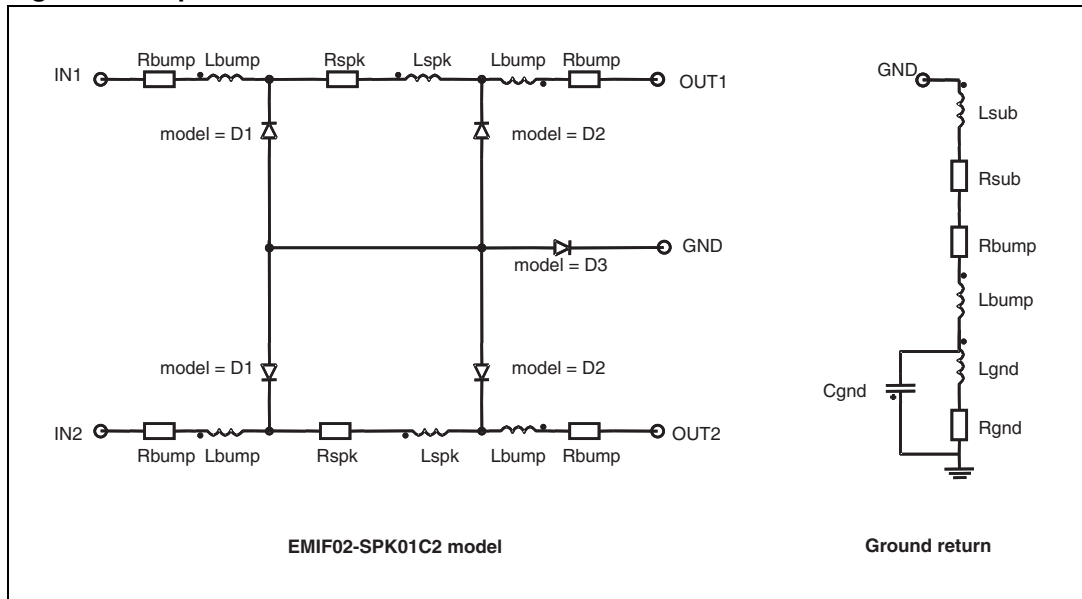 Rbump Lbump Rspk Lspk Lbump Rbump
IN1 OUT1
model = D1 model = D2
GND
model = D3
model = D1 model = D2
IN2 OUT2
Rbump Lbump Rspk Lspk Lbump Rbump
EMIF02-SPK01C2 model
GND
Lsub
Rsub
Rbump
Lbump
Lgnd
Cgnd
Rgnd
Ground return